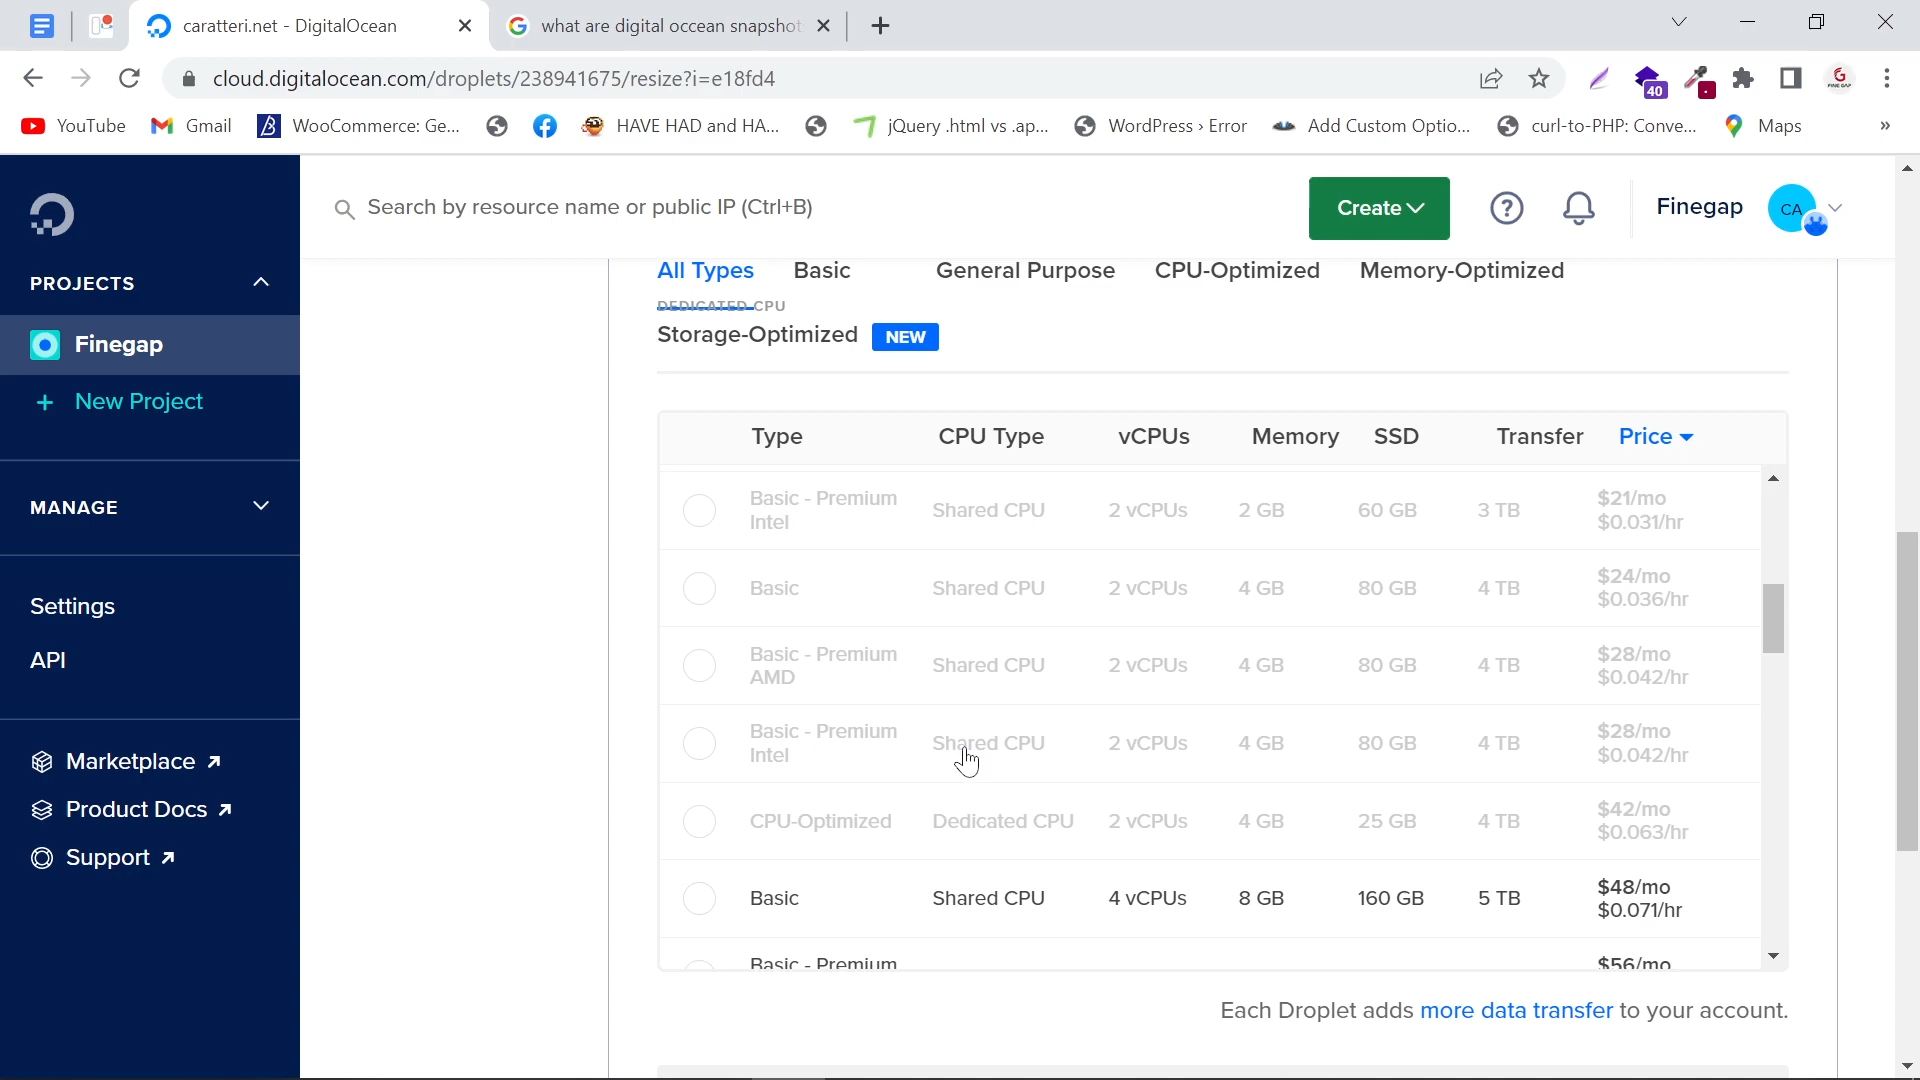 caratteri.net - DigitalOcean
what are digital occean snapshot
cloud.digitalocean.com/droplets/238941675/resize?i=e18fd4
40
YouTube
Gmail
WooCommerce: Ge...
HAVE HAD and HA...
jQuery .html vs .ap...
WordPress › Error
Add Custom Optio...
curl-to-PHP: Conve...
Maps
»
Search by resource name or public IP (Ctrl+B)
Create
Finegap
CA
PROJECTS
Finegap
+ New Project
MANAGE
Settings
API
Marketplace
Product Docs
Support
All Types
Basic
General Purpose
CPU-Optimized
Memory-Optimized
DEDICATED CPU
Storage-Optimized NEW
Type CPU Type vCPUs Memory SSD Transfer Price
Basic - Premium Intel Shared CPU 2 vCPUs 2 GB 60 GB 3 TB $21/mo $0.031/hr
Basic Shared CPU 2 vCPUs 4 GB 80 GB 4 TB $24/mo $0.036/hr
Basic - Premium AMD Shared CPU 2 vCPUs 4 GB 80 GB 4 TB $28/mo $0.042/hr
Basic - Premium Intel Shared CPU 2 vCPUs 4 GB 80 GB 4 TB $28/mo $0.042/hr
CPU-Optimized Dedicated CPU 2 vCPUs 4 GB 25 GB 4 TB $42/mo $0.063/hr
Basic Shared CPU 4 vCPUs 8 GB 160 GB 5 TB $48/mo $0.071/hr
Basic - Premium $56/mo
Each Droplet adds more data transfer to your account.